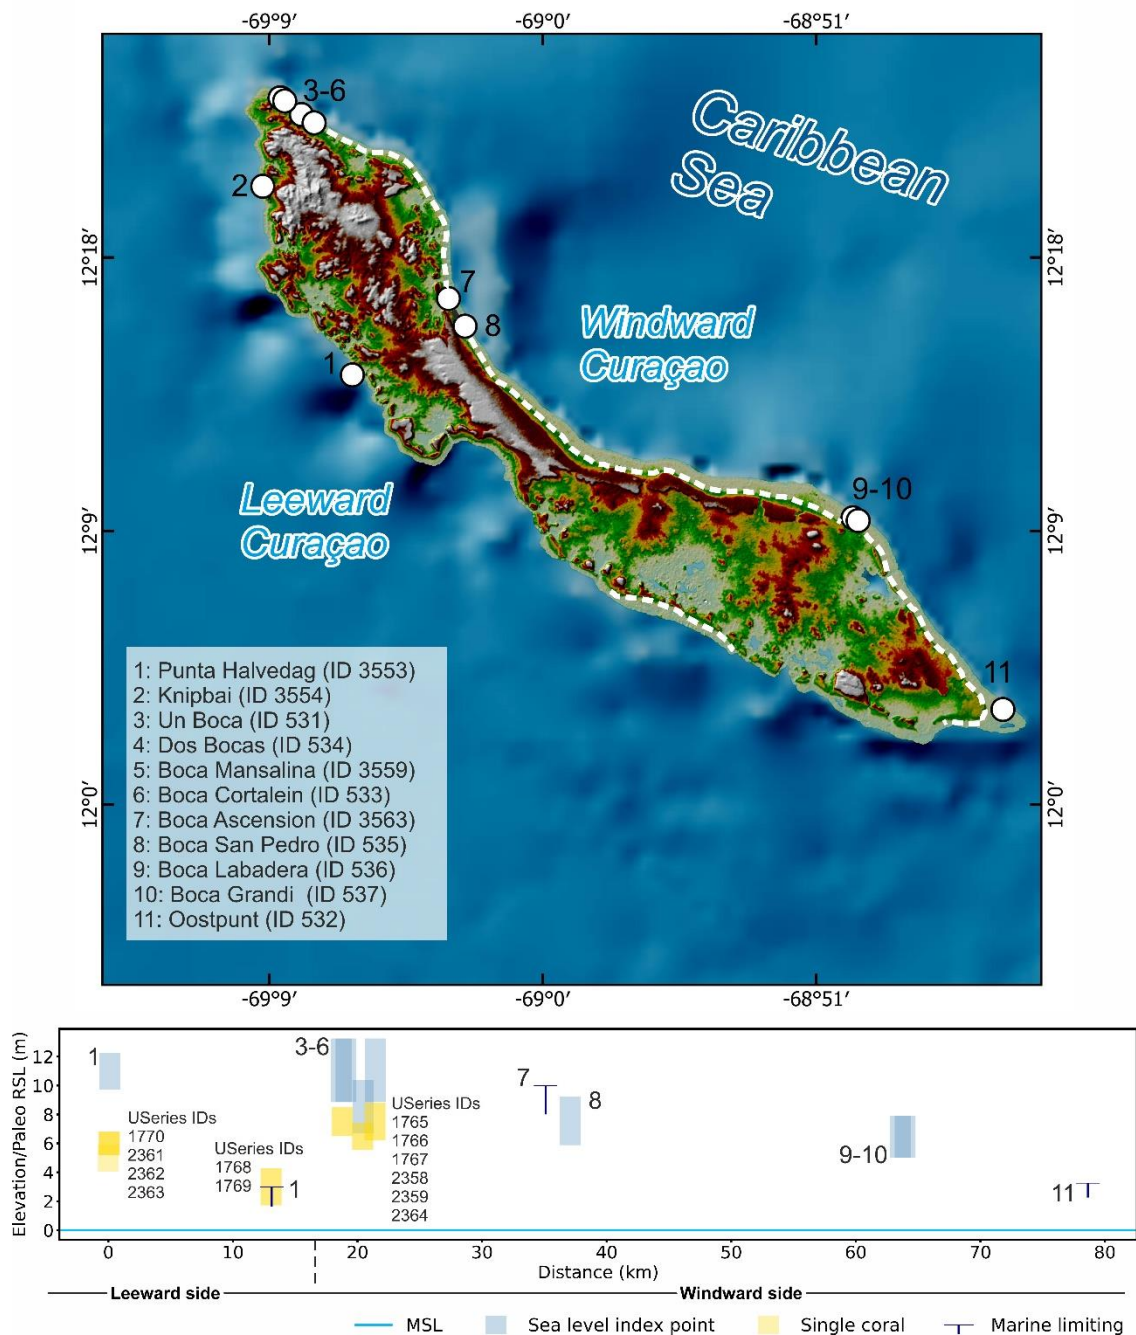 -69°9′ -69°0′ -68°51′
3-6
Caribbean
Sea
2
12°18′ 12°18′
7
8
Windward
Curaçao
1
Leeward
Curaçao
9-10
12°9′ 12°9′
11
1: Punta Halvedag (ID 3553)
2: Knipbai (ID 3554)
3: Un Boca (ID 531)
4: Dos Bocas (ID 534)
5: Boca Mansalina (ID 3559)
6: Boca Cortalein (ID 533)
7: Boca Ascension (ID 3563)
8: Boca San Pedro (ID 535)
9: Boca Labadera (ID 536)
10: Boca Grandi (ID 537)
11: Oostpunt (ID 532)
12°0′ 12°0′
-69°9′ -69°0′ -68°51′
Elevation/Paleo RSL (m)
12
10
8
6
4
2
0
1
USeries IDs
1770
2361
2362
2363
USeries IDs
1768
1769
1
3-6
USeries IDs
1765
1766
1767
2358
2359
2364
7
8
9-10
11
0 10 20 30 40 50 60 70 80
Distance (km)
Leeward side Windward side
MSL Sea level index point Single coral Marine limiting